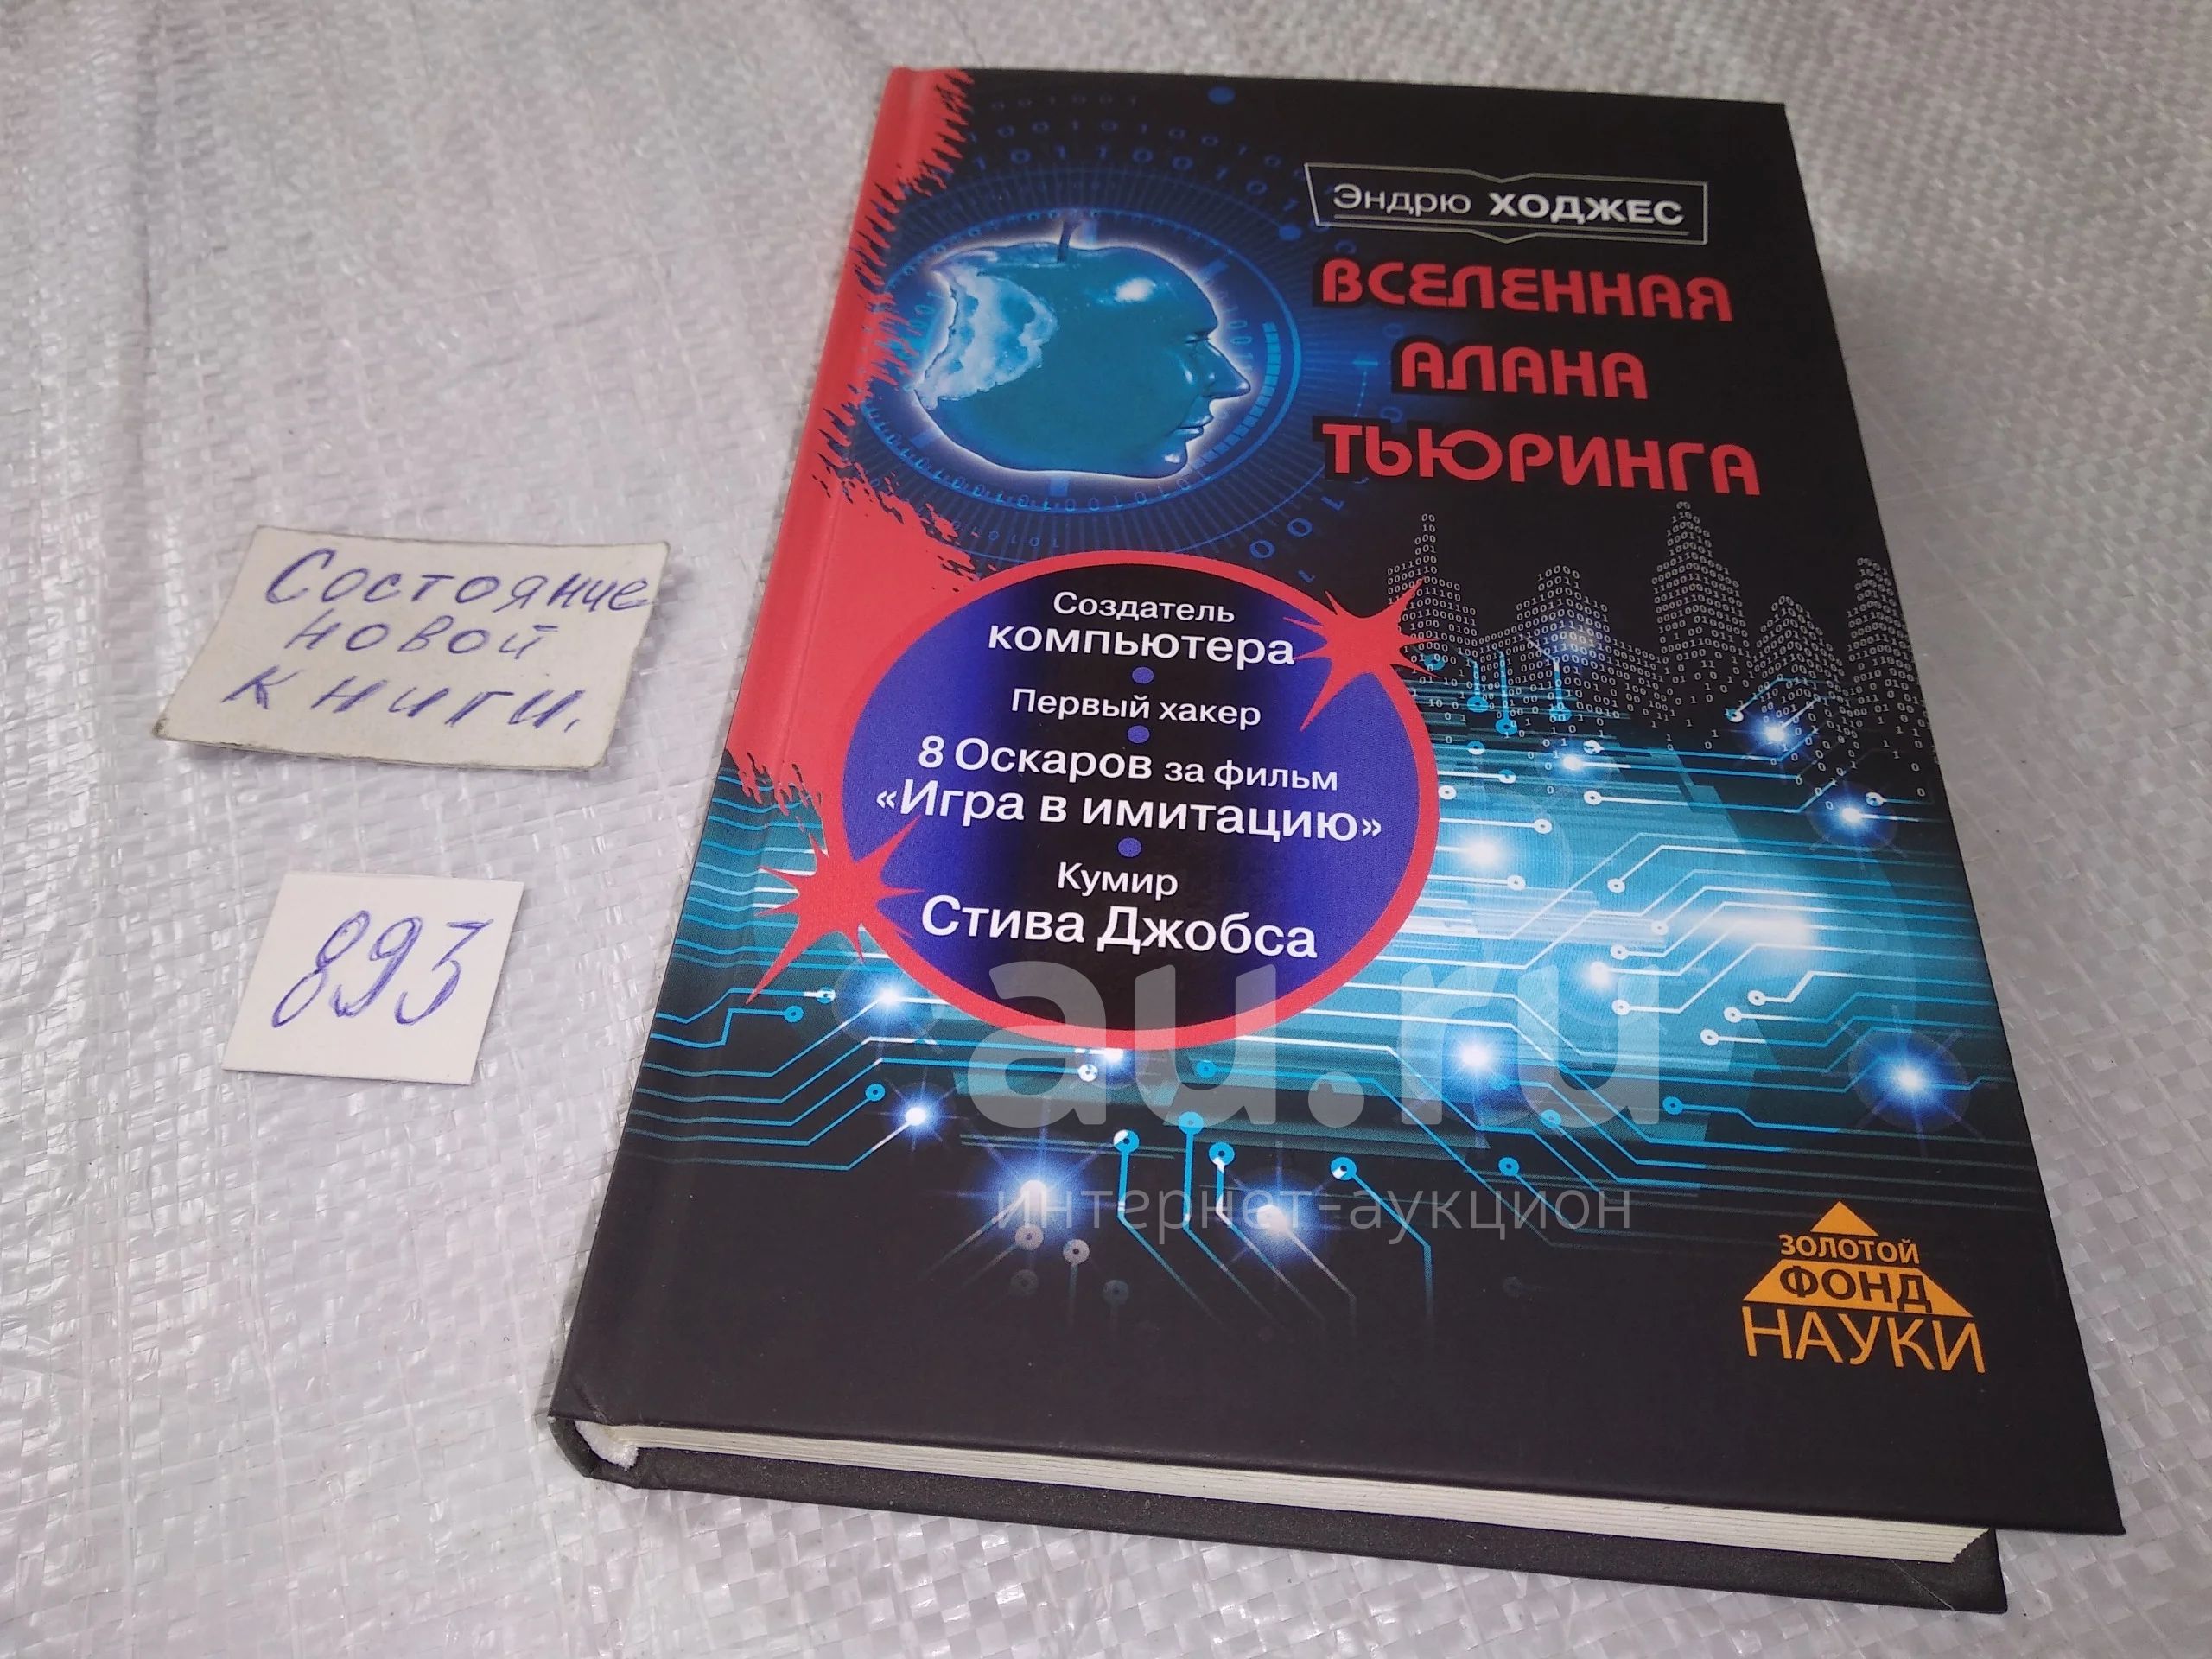 Эндрю ХОДЖЕС
ВСЕЛЕННАЯ
АЛАНА
ТЬЮРИНГА
Создатель
компьютера
Первый хакер
8 Оскаров за фильм
«Игра в имитацию»
Кумир
Стива Джобса
ЗОЛОТОЙ
ФОНД
НАУКИ
Состояние
новой
книги.
893
au.ru
интернет-аукцион